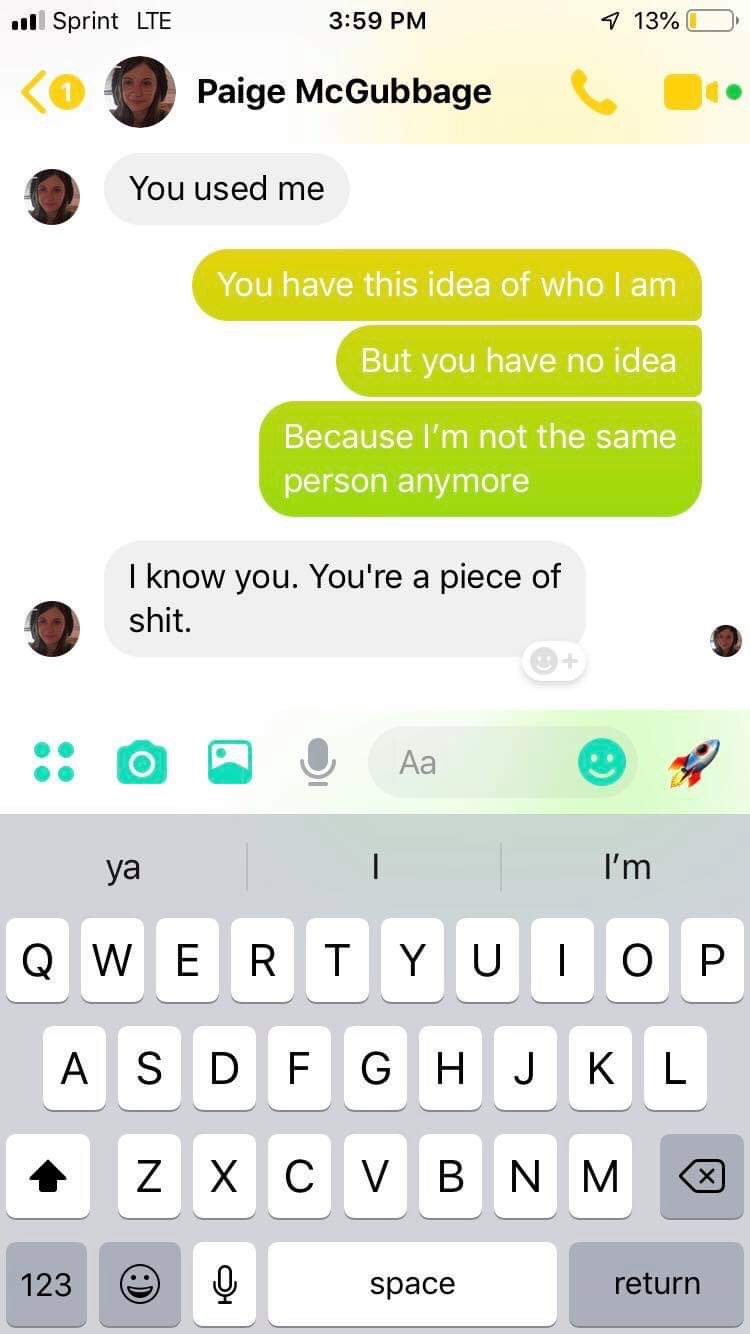 Sprint LTE 3:59 PM 13%
1 Paige McGubbage
You used me
You have this idea of who I am
But you have no idea
Because I’m not the same
person anymore
I know you. You're a piece of
shit.
Aa
ya I I’m
Q W E R T Y U I O P
A S D F G H J K L
Z X C V B N M
123 space return